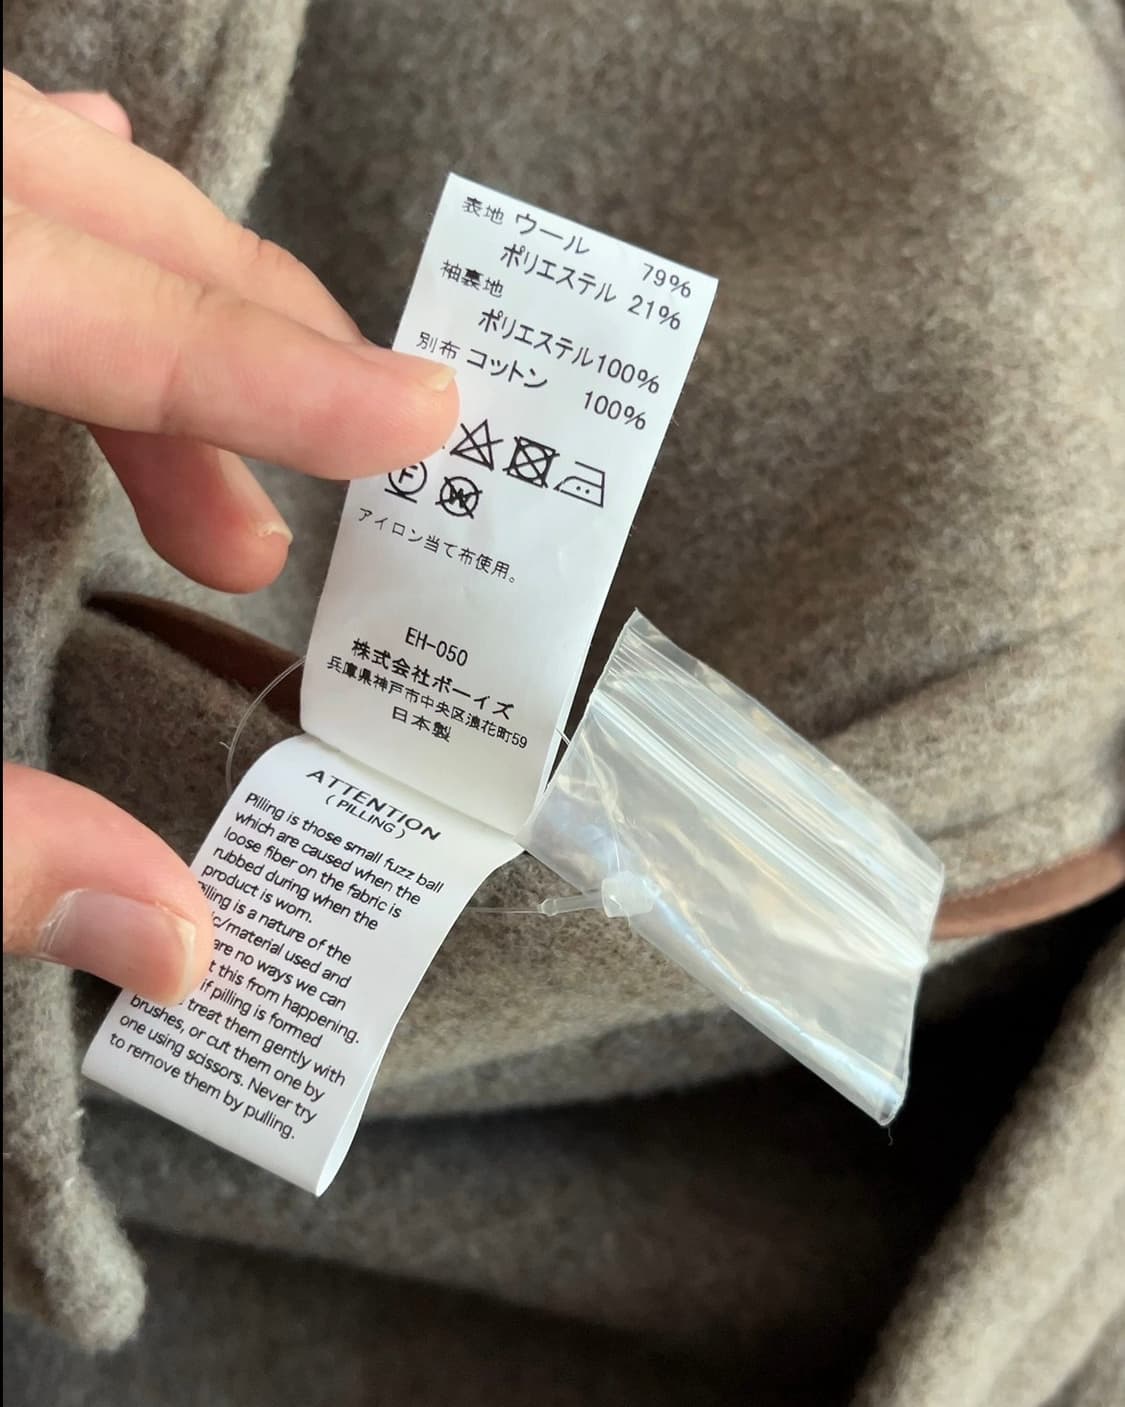 表地 ウール 79%
ポリエステル 21%
袖裏地
ポリエステル100%
別布 コットン 100%
F
W
アイロン当て布使用。
EH-050
株式会社ボーイズ
兵庫県神戸市中央区浪花町59
日本製
ATTENTION
( PILLING )
Pilling is those small fuzz ball
which are caused when the
loose fiber on the fabric is
rubbed during when the
product is worn.
Pilling is a nature of the
/material used and
are no ways we can
this from happening.
if pilling is formed
treat them gently with
brushes, or cut them one by
one using scissors. Never try
to remove them by pulling.